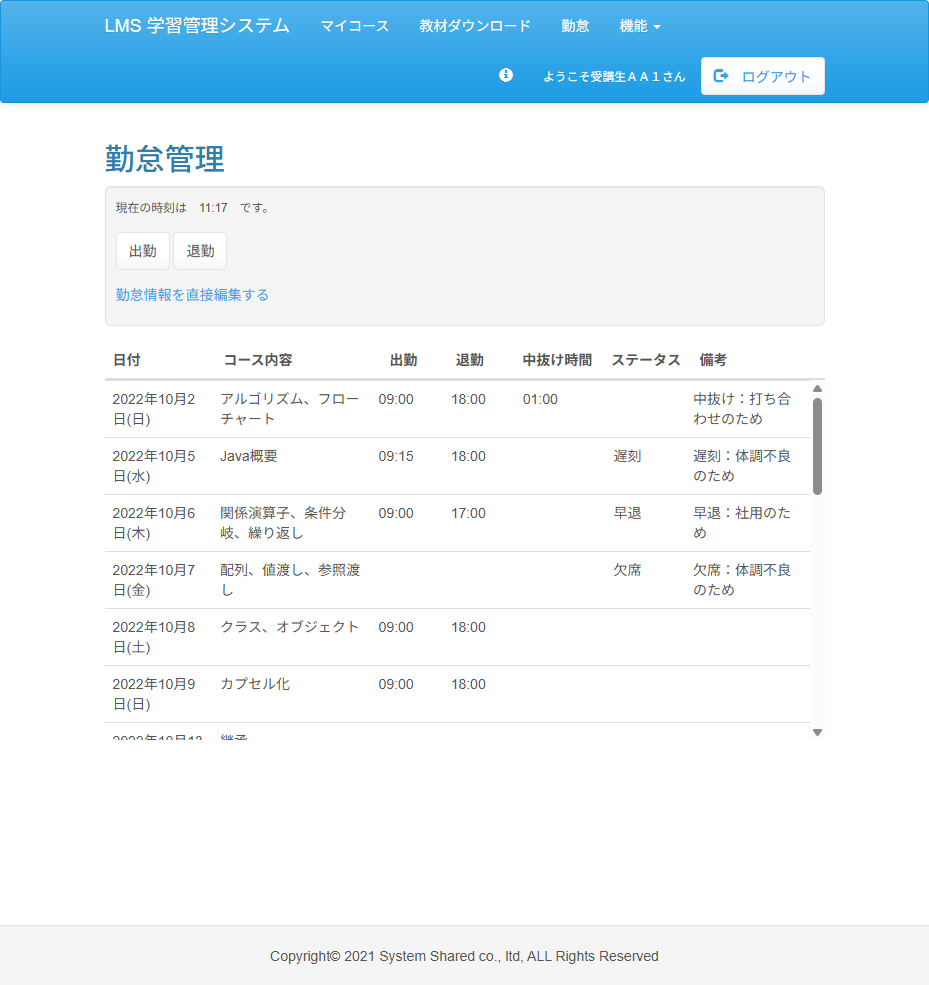 LMS 学習管理システム マイコース 教材ダウンロード 勤怠 機能
ようこそ受講生ＡＡ１さん ログアウト
勤怠管理
現在の時刻は 11:17 です。
出勤 退勤
勤怠情報を直接編集する
日付 コース内容 出勤 退勤 中抜け時間 ステータス 備考
2022年10月2 アルゴリズム、フロー 09:00 18:00 01:00 中抜け：打ち合
日(日) チャート わせのため
2022年10月5 Java概要 09:15 18:00 遅刻 遅刻：体調不良
日(水) のため
2022年10月6 関係演算子、条件分 09:00 17:00 早退 早退：社用のた
日(木) 岐、繰り返し め
2022年10月7 配列、値渡し、参照渡 欠席 欠席：体調不良
日(金) し のため
2022年10月8 クラス、オブジェクト 09:00 18:00
日(土)
2022年10月9 カプセル化 09:00 18:00
日(日)
Copyright© 2021 System Shared co., ltd, ALL Rights Reserved